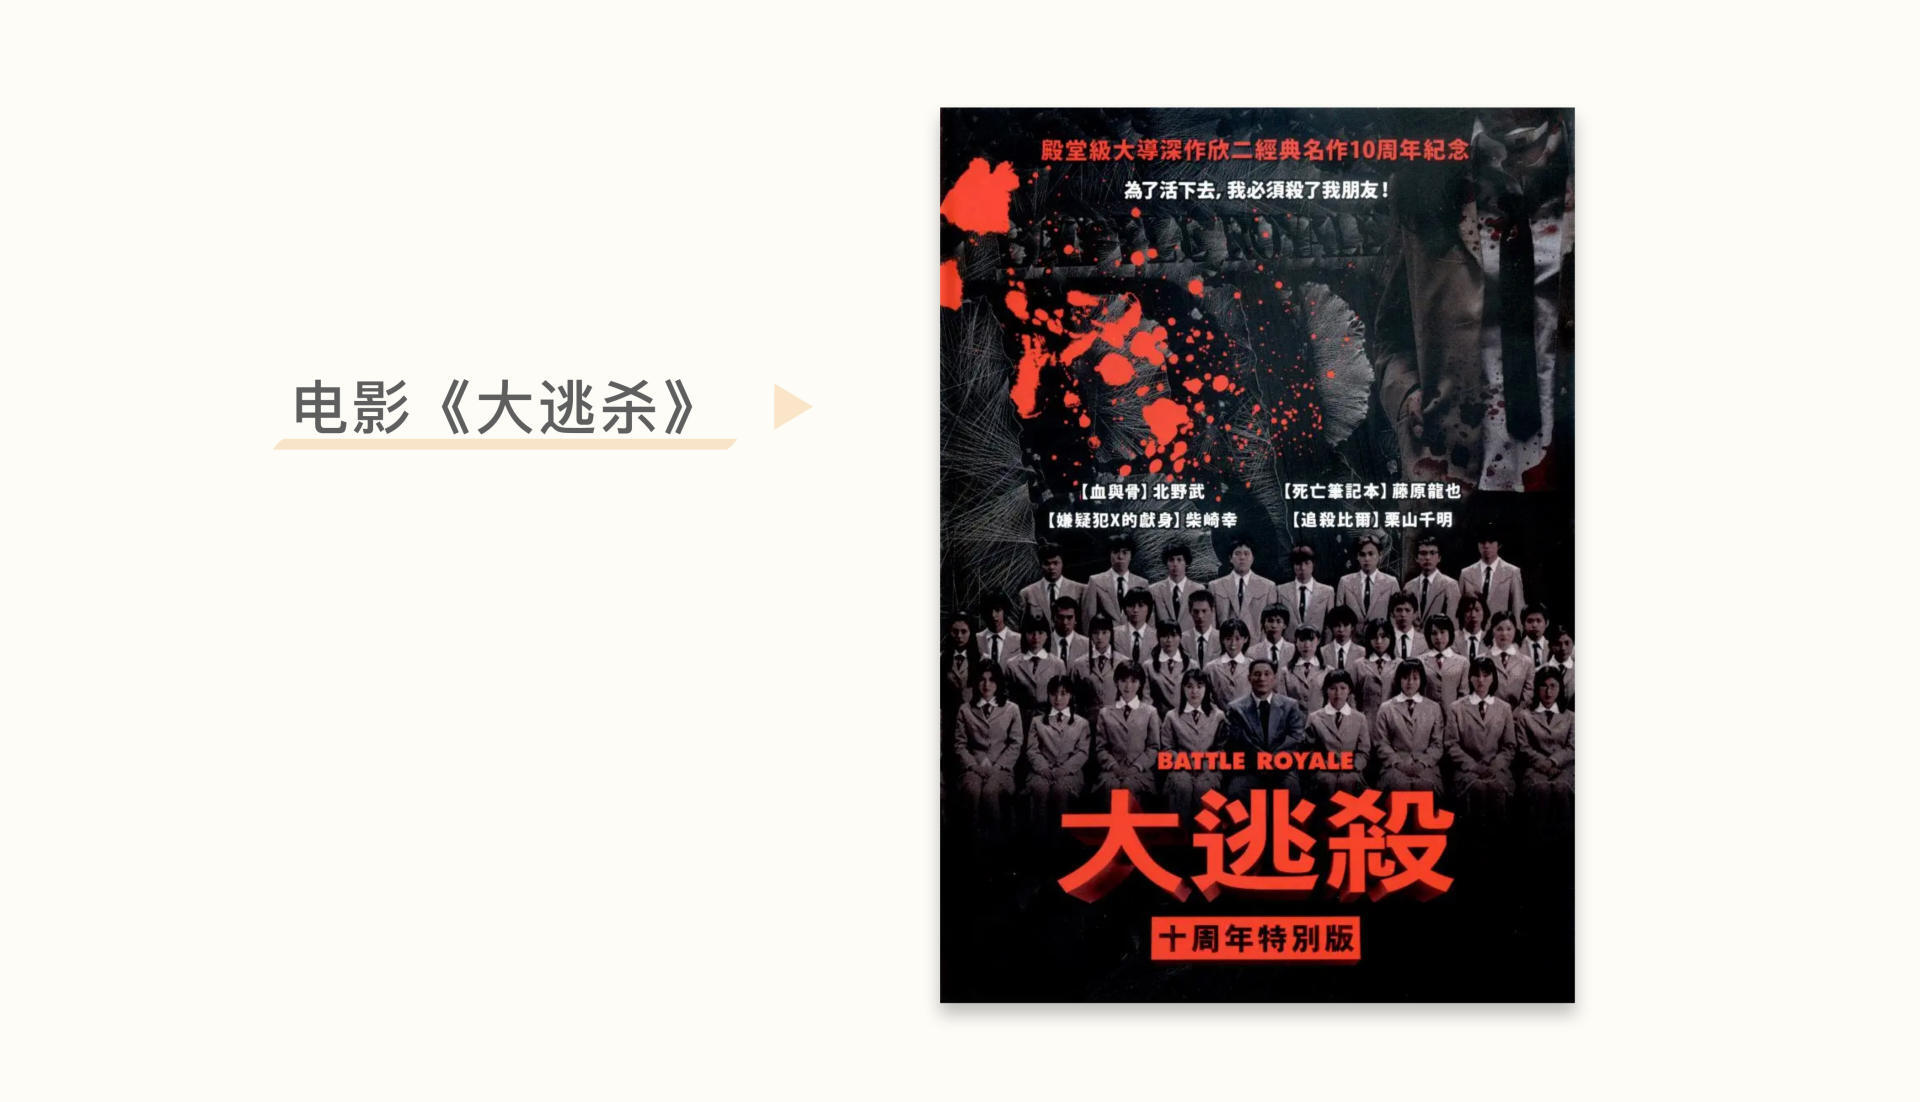 电影《大逃杀》
殿堂級大導深作欣二經典名作10周年紀念
為了活下去, 我必須殺了我朋友!
BATTLE ROYALE
【血與骨】北野武 【死亡筆記本】藤原龍也
【嫌疑犯X的獻身】柴崎幸 【追殺比爾】栗山千明
BATTLE ROYALE
大逃殺
十周年特別版